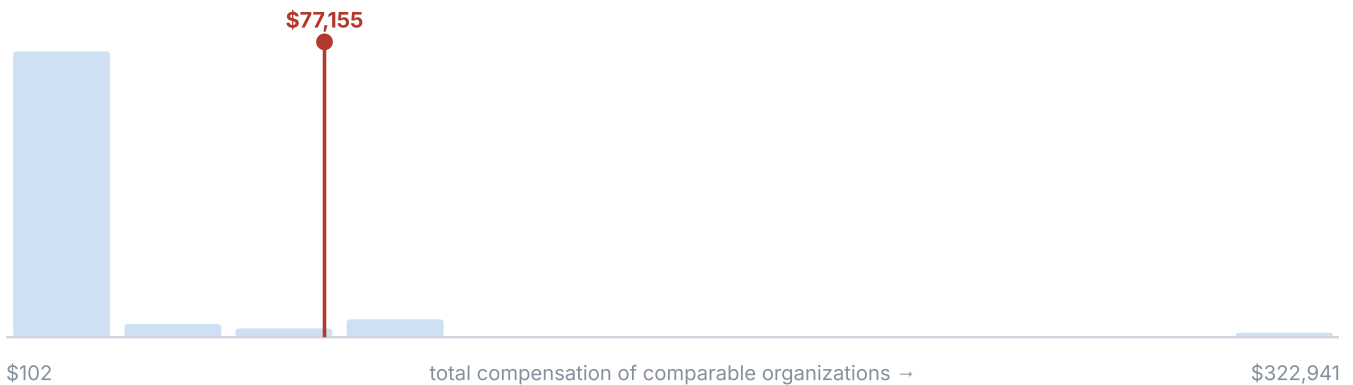 $77,155
$102
total compensation of comparable organizations →
$322,941